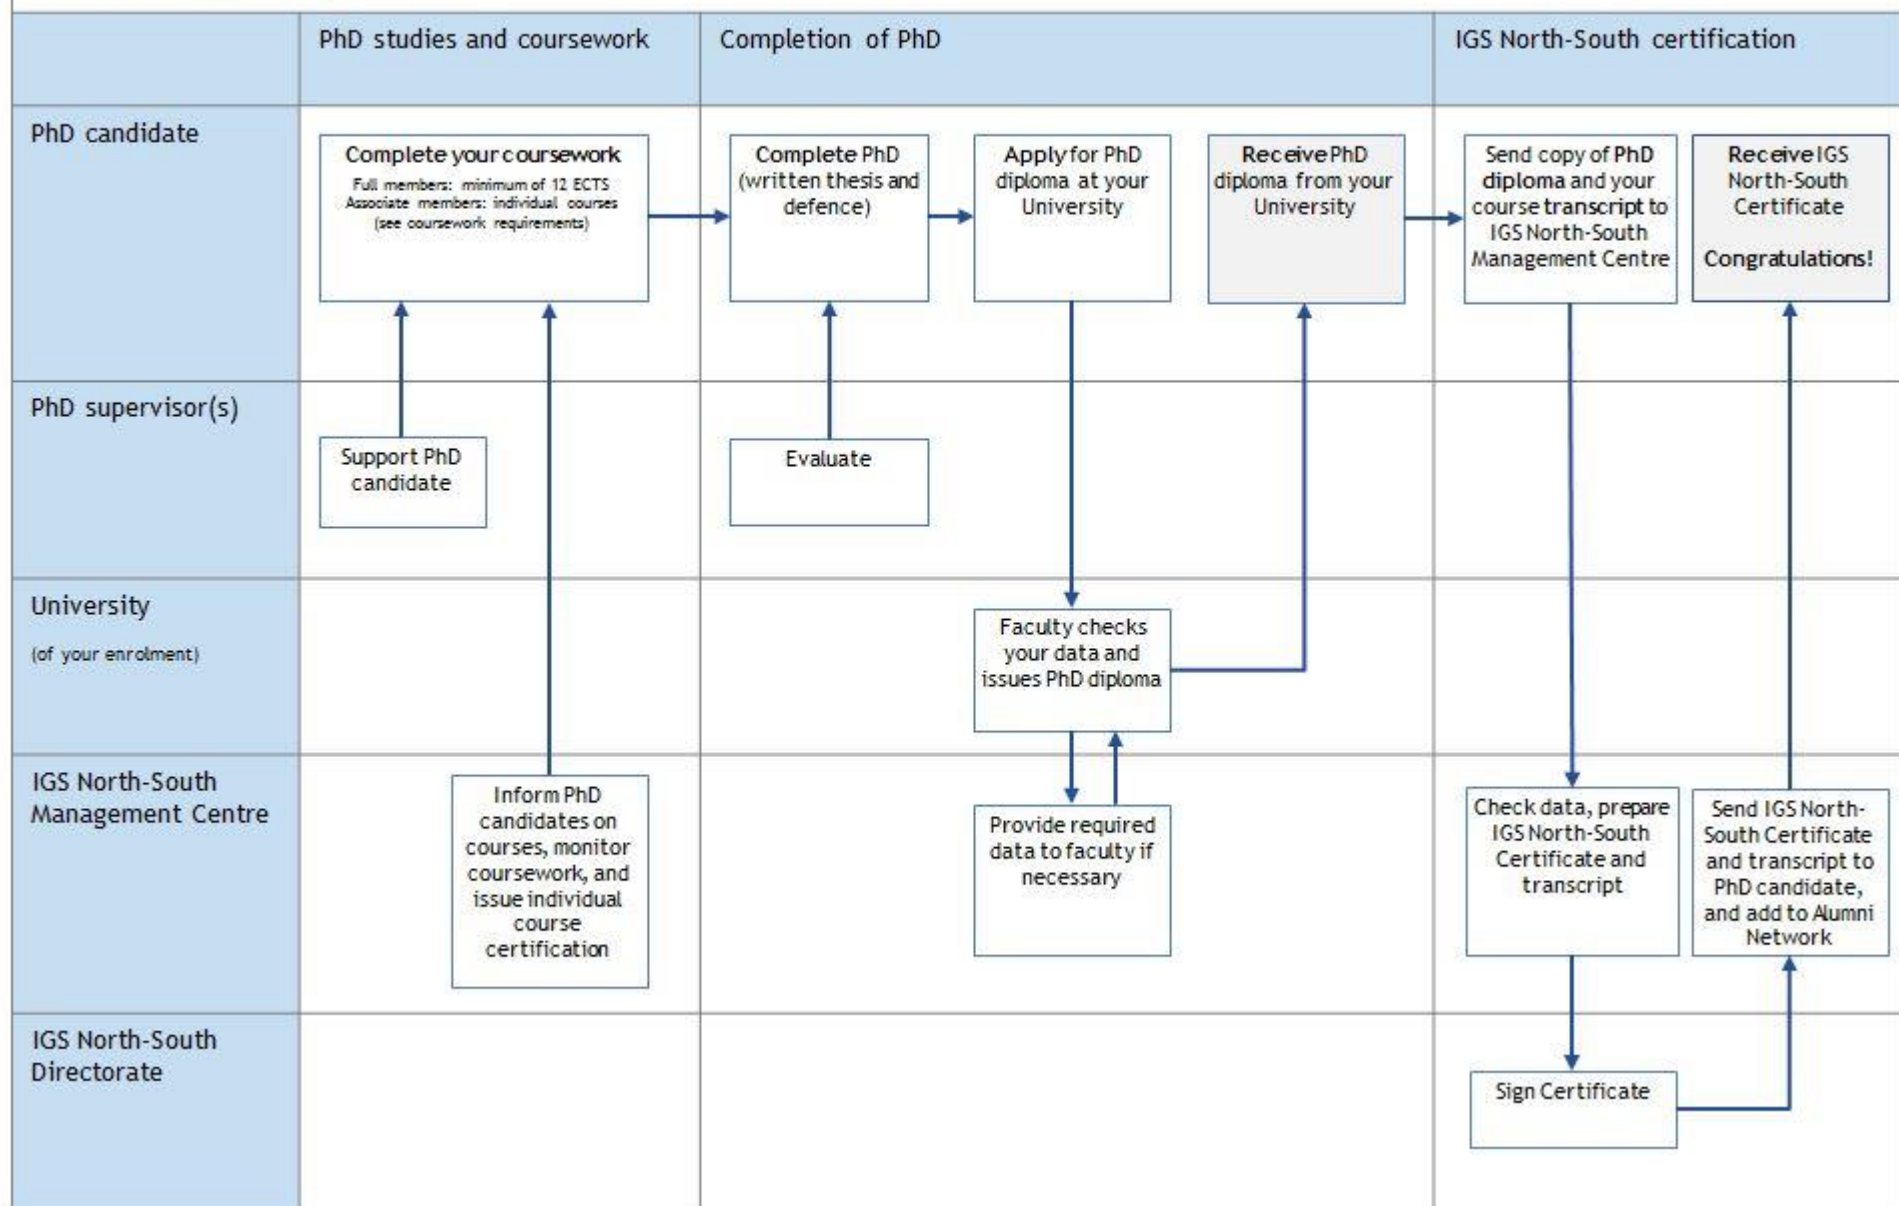 PhD studies and coursework
Completion of PhD
IGS North-South certification
PhD candidate
Complete your coursework
Full members: minimum of 12 ECTS
Associate members: individual courses
(see coursework requirements)
Complete PhD
(written thesis and
defence)
Apply for PhD
diploma at your
University
Receive PhD
diploma from your
University
Send copy of PhD
diploma and your
course transcript to
IGS North-South
Management Centre
Receive IGS
North-South
Certificate
Congratulations!
PhD supervisor(s)
Support PhD
candidate
Evaluate
University
(of your enrolment)
Faculty checks
your data and
issues PhD diploma
IGS North-South
Management Centre
Inform PhD
candidates on
courses, monitor
coursework, and
issue individual
course
certification
Provide required
data to faculty if
necessary
Check data, prepare
IGS North-South
Certificate and
transcript
Send IGS North-
South Certificate
and transcript to
PhD candidate,
and add to Alumni
Network
IGS North-South
Directorate
Sign Certificate